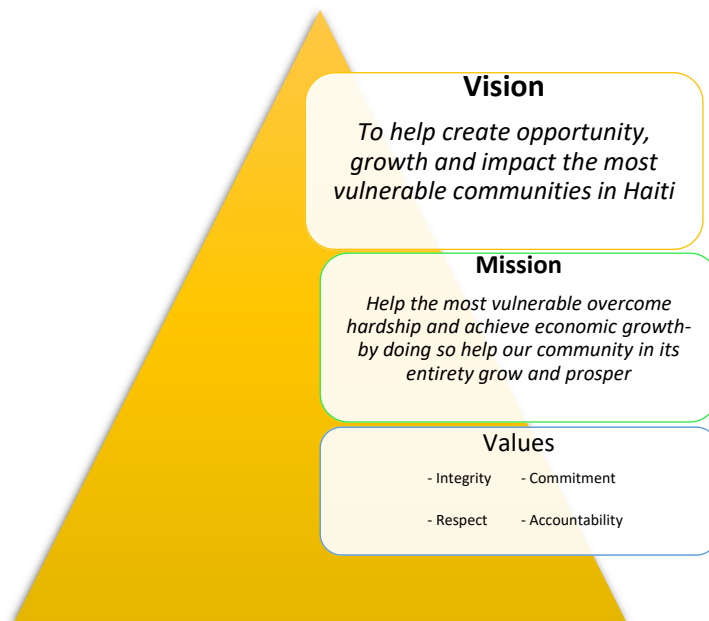 Vision
To help create opportunity,
growth and impact the most
vulnerable communities in Haiti
Mission
Help the most vulnerable overcome
hardship and achieve economic growth-
by doing so help our community in its
entirety grow and prosper
Values
- Integrity - Commitment
- Respect - Accountability